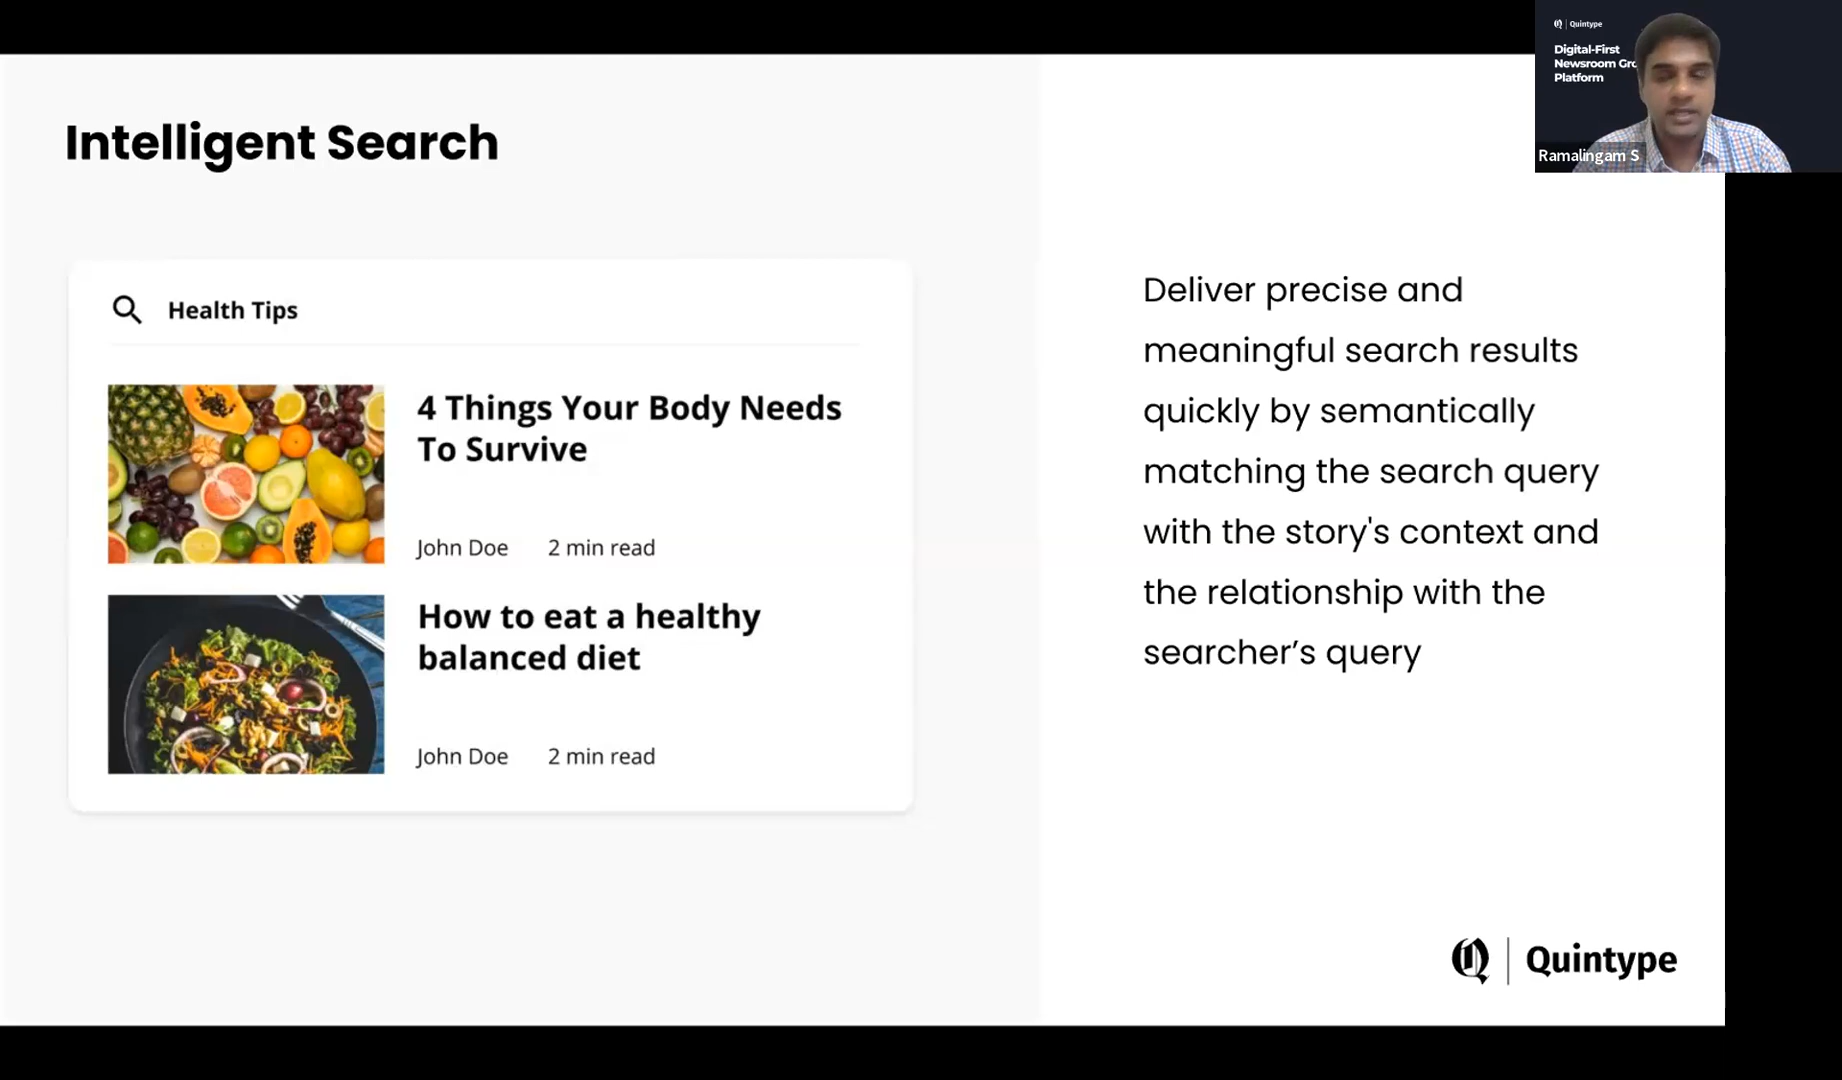 Intelligent Search
Health Tips
4 Things Your Body Needs
To Survive
John Doe 2 min read
How to eat a healthy
balanced diet
John Doe 2 min read
Deliver precise and
meaningful search results
quickly by semantically
matching the search query
with the story's context and
the relationship with the
searcher’s query
Q | Quintype
Q | Quintype
Digital-First
Newsroom Gro
Platform
Ramalingam S